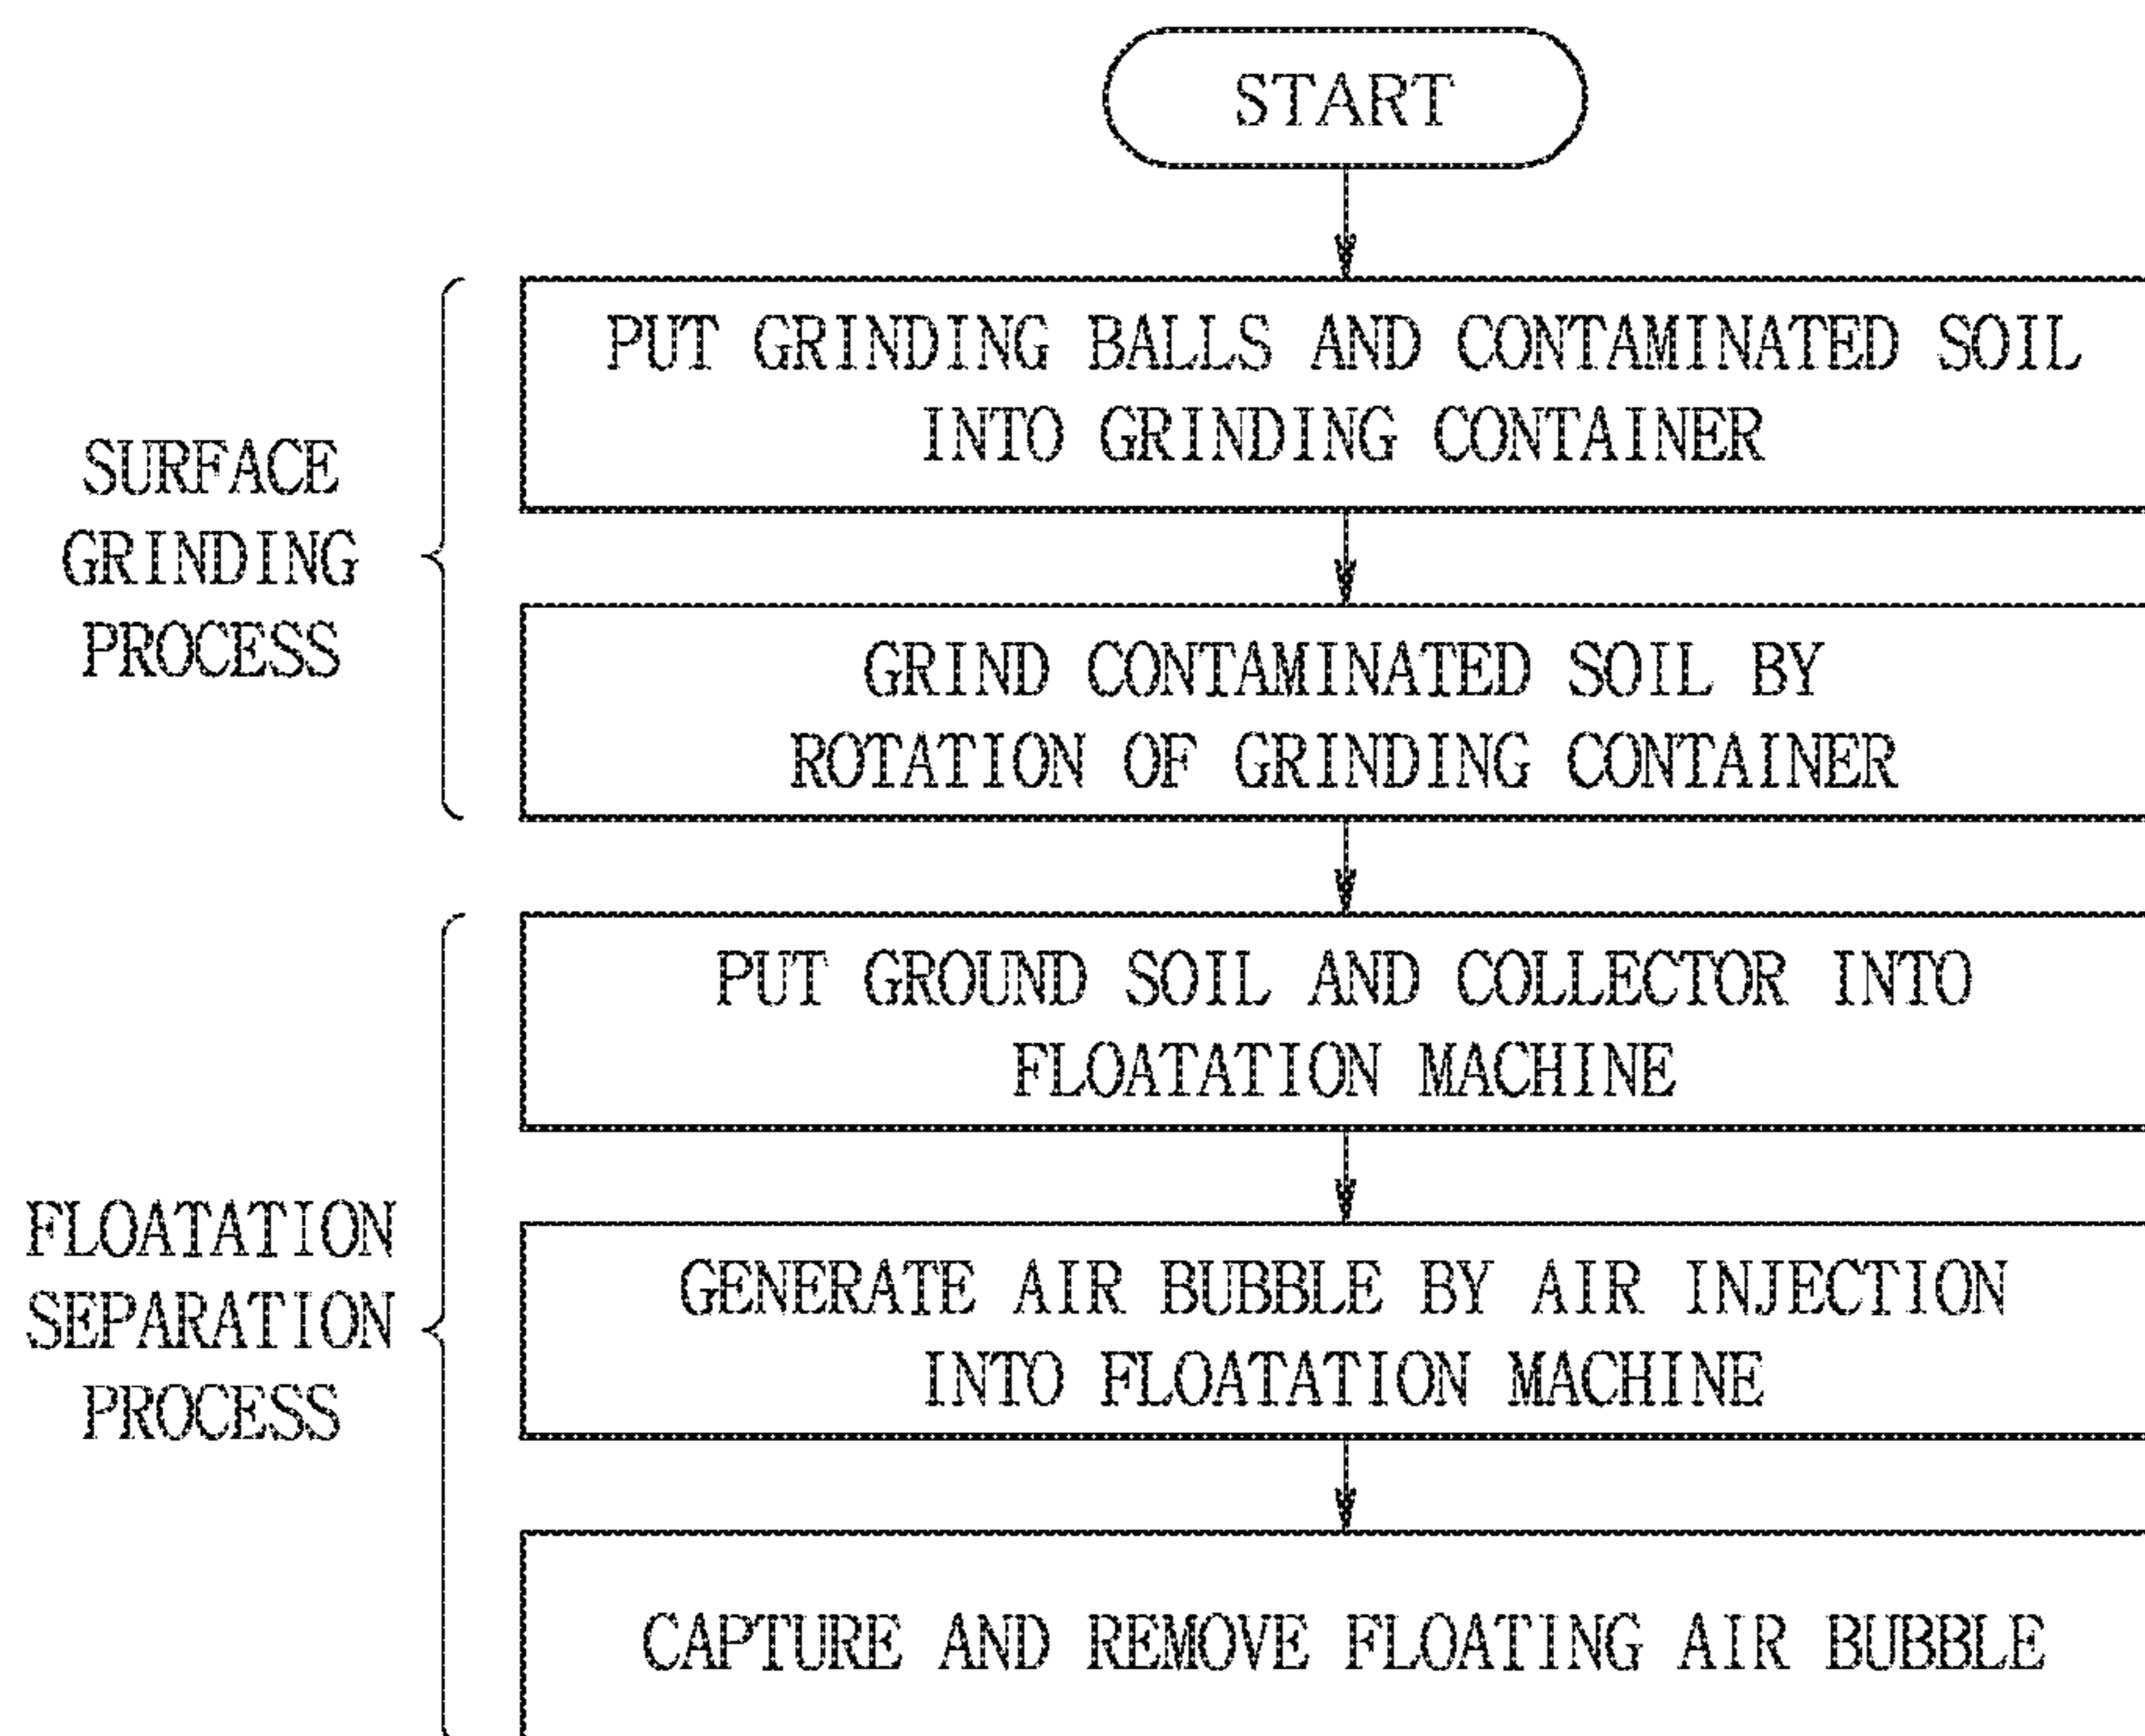 START
SURFACE
GRINDING
PROCESS
PUT GRINDING BALLS AND CONTAMINATED SOIL
INTO GRINDING CONTAINER
GRIND CONTAMINATED SOIL BY
ROTATION OF GRINDING CONTAINER
FLOATATION
SEPARATION
PROCESS
PUT GROUND SOIL AND COLLECTOR INTO
FLOATATION MACHINE
GENERATE AIR BUBBLE BY AIR INJECTION
INTO FLOATATION MACHINE
CAPTURE AND REMOVE FLOATING AIR BUBBLE